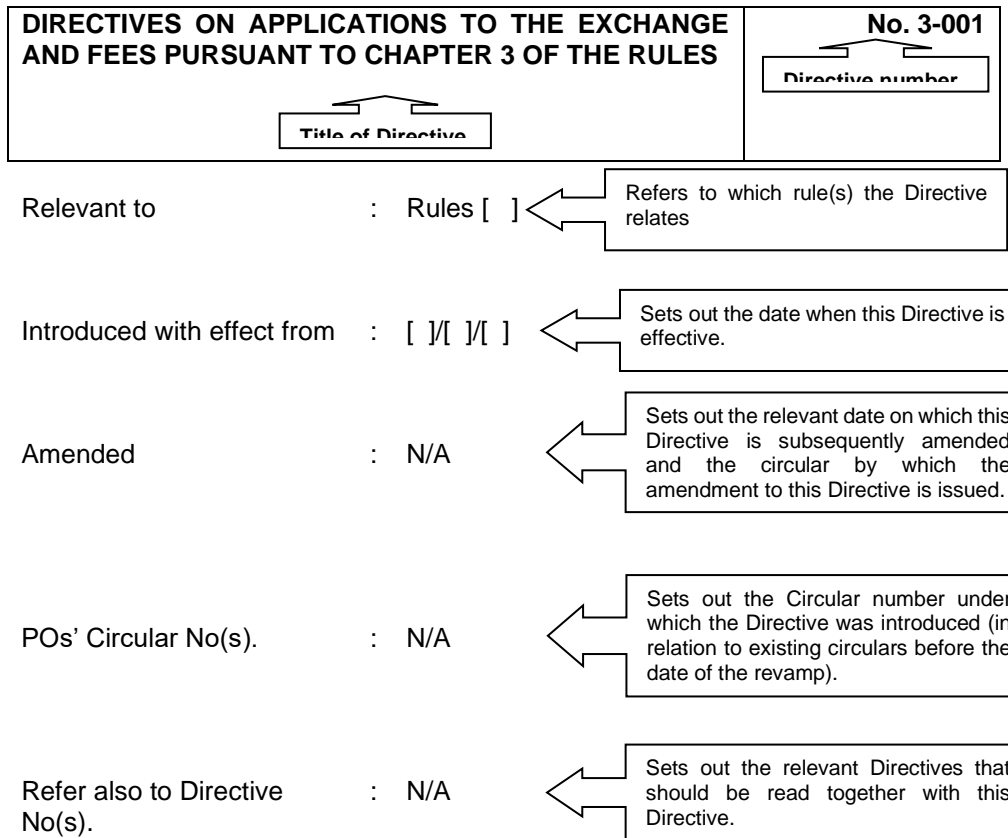 DIRECTIVES ON APPLICATIONS TO THE EXCHANGE
AND FEES PURSUANT TO CHAPTER 3 OF THE RULES
No. 3-001
Directive number
Title of Directive
Relevant to : Rules [ ]
Refers to which rule(s) the Directive
relates
Introduced with effect from : [ ]/[ ]/[ ]
Sets out the date when this Directive is
effective.
Amended : N/A
Sets out the relevant date on which this
Directive is subsequently amended
and the circular by which the
amendment to this Directive is issued.
POs’ Circular No(s). : N/A
Sets out the Circular number under
which the Directive was introduced (in
relation to existing circulars before the
date of the revamp).
Refer also to Directive : N/A
No(s).
Sets out the relevant Directives that
should be read together with this
Directive.